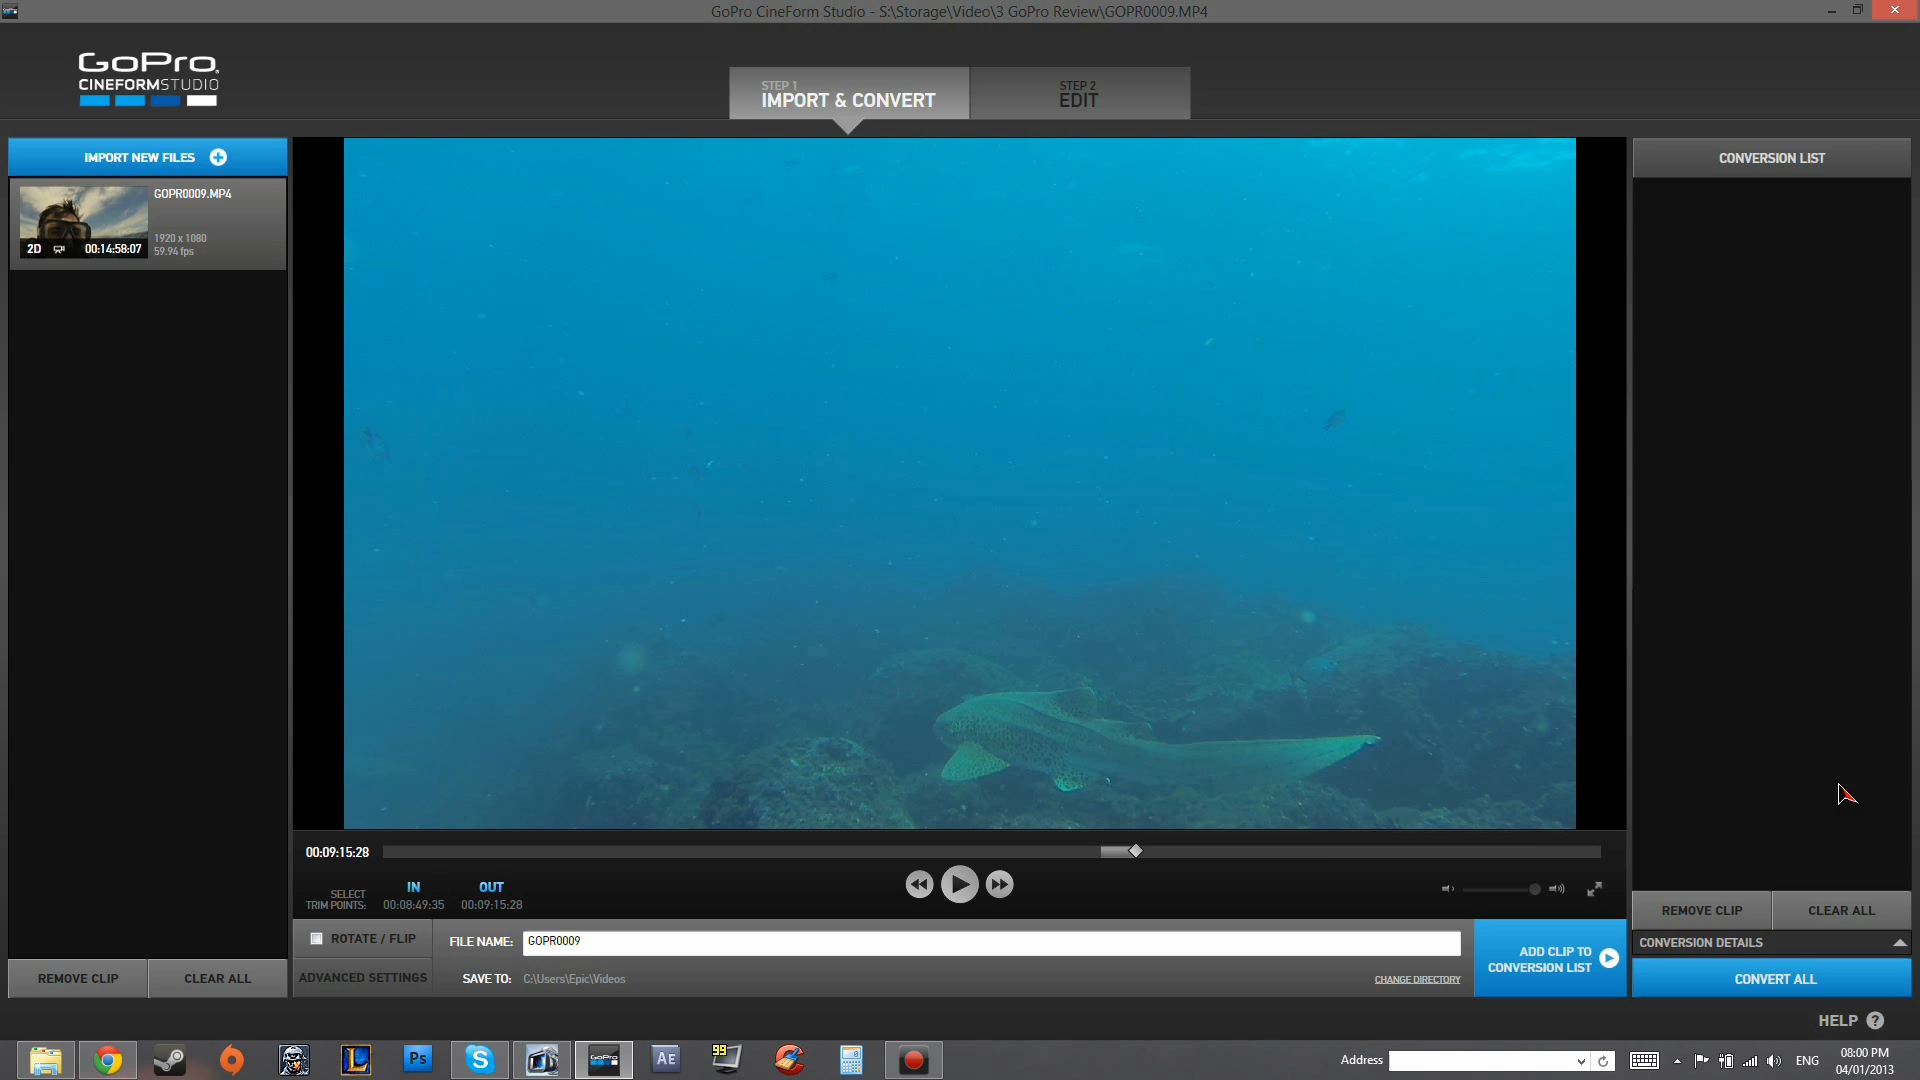 GoPro CineForm Studio - S:\Storage\Video\3 GoPro Review\GOPR0009.MP4
GoPro
CINEFORMSTUDIO
STEP 1
IMPORT & CONVERT
STEP 2
EDIT
IMPORT NEW FILES
GOPR0009.MP4
1920 x 1080
59.94 fps
2D 00:14:58:07
CONVERSION LIST
00:09:15:28
SELECT
TRIM POINTS:
IN
00:08:49:35
OUT
00:09:15:28
ROTATE / FLIP
ADVANCED SETTINGS
FILE NAME: GOPR0009
SAVE TO: C:\Users\Epic\Videos
CHANGE DIRECTORY
ADD CLIP TO
CONVERSION LIST
REMOVE CLIP
CLEAR ALL
REMOVE CLIP
CLEAR ALL
CONVERSION DETAILS
CONVERT ALL
HELP ?
L
Ps
S
GoPro
AE
99
Address
ENG
08:00 PM
04/01/2013